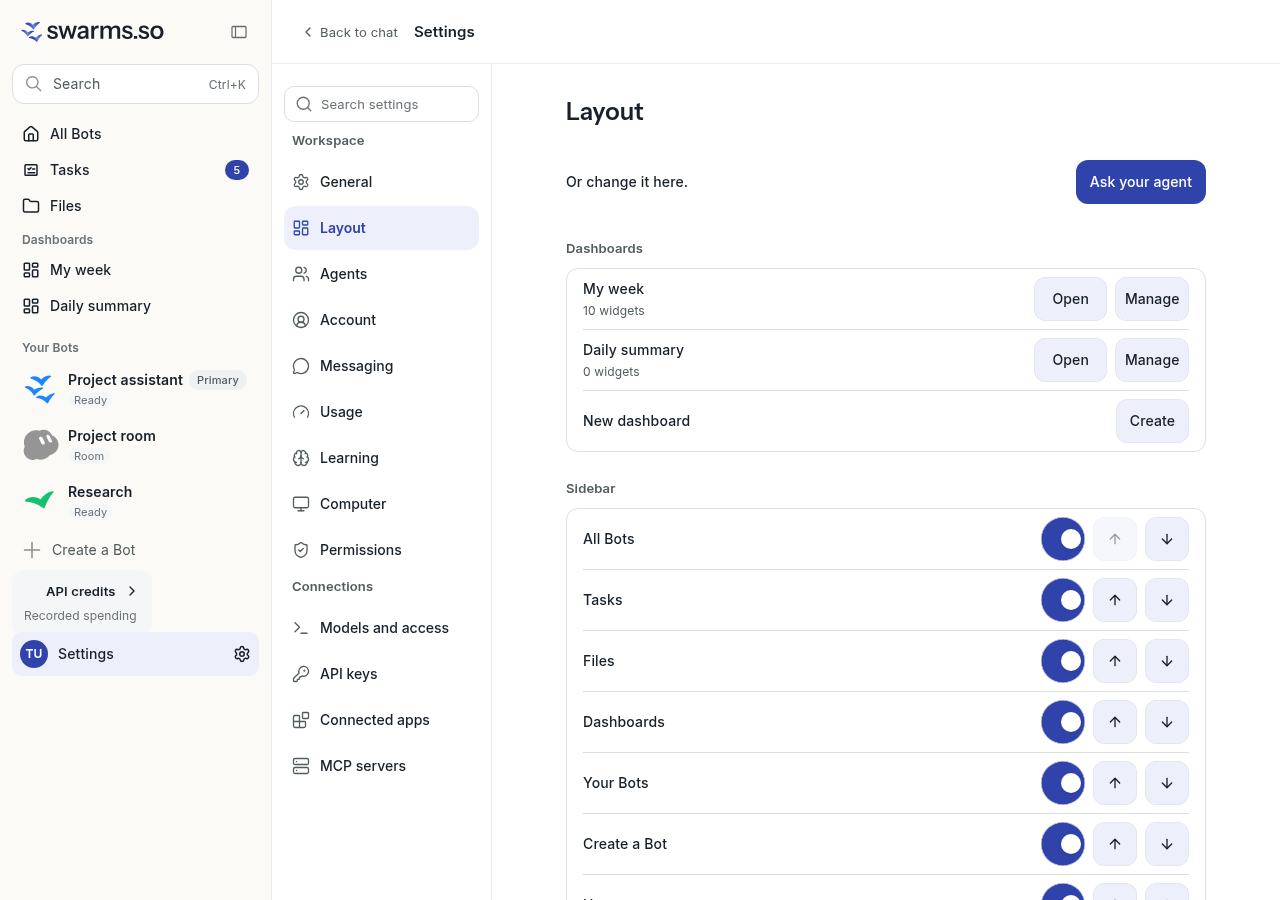 swarms.so
Search Ctrl+K
All Bots
Tasks 5
Files
Dashboards
My week
Daily summary
Your Bots
Project assistant Primary
Ready
Project room
Room
Research
Ready
Create a Bot
API credits
Recorded spending
TU Settings
Back to chat Settings
Search settings
Workspace
General
Layout
Agents
Account
Messaging
Usage
Learning
Computer
Permissions
Connections
Models and access
API keys
Connected apps
MCP servers
Layout
Or change it here. Ask your agent
Dashboards
My week
10 widgets
Open Manage
Daily summary
0 widgets
Open Manage
New dashboard Create
Sidebar
All Bots
Tasks
Files
Dashboards
Your Bots
Create a Bot